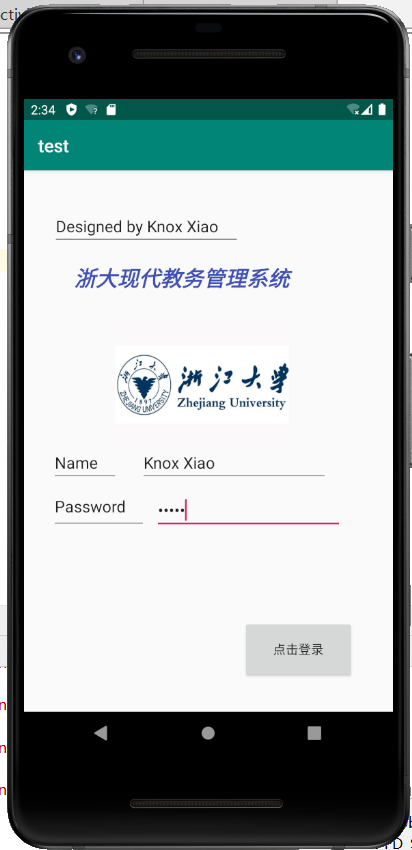 2:34
test
Designed by Knox Xiao
浙大现代教务管理系统
浙江大学
ZHEJIANG UNIVERSITY
1897
Zhejiang University
Name Knox Xiao
Password •••••
点击登录